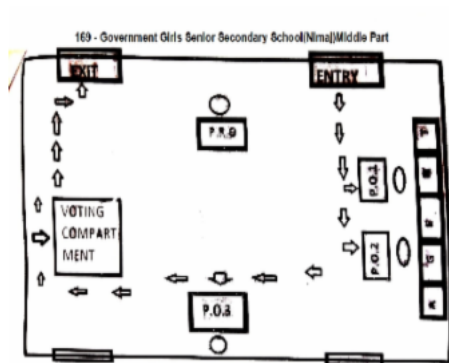 169 - Government Girls Senior Secondary School(Nimaj)Middle Part
EXIT
ENTRY
P.R.O
P.O.1
VOTING
COMPART
MENT
P.O.2
P.O.3